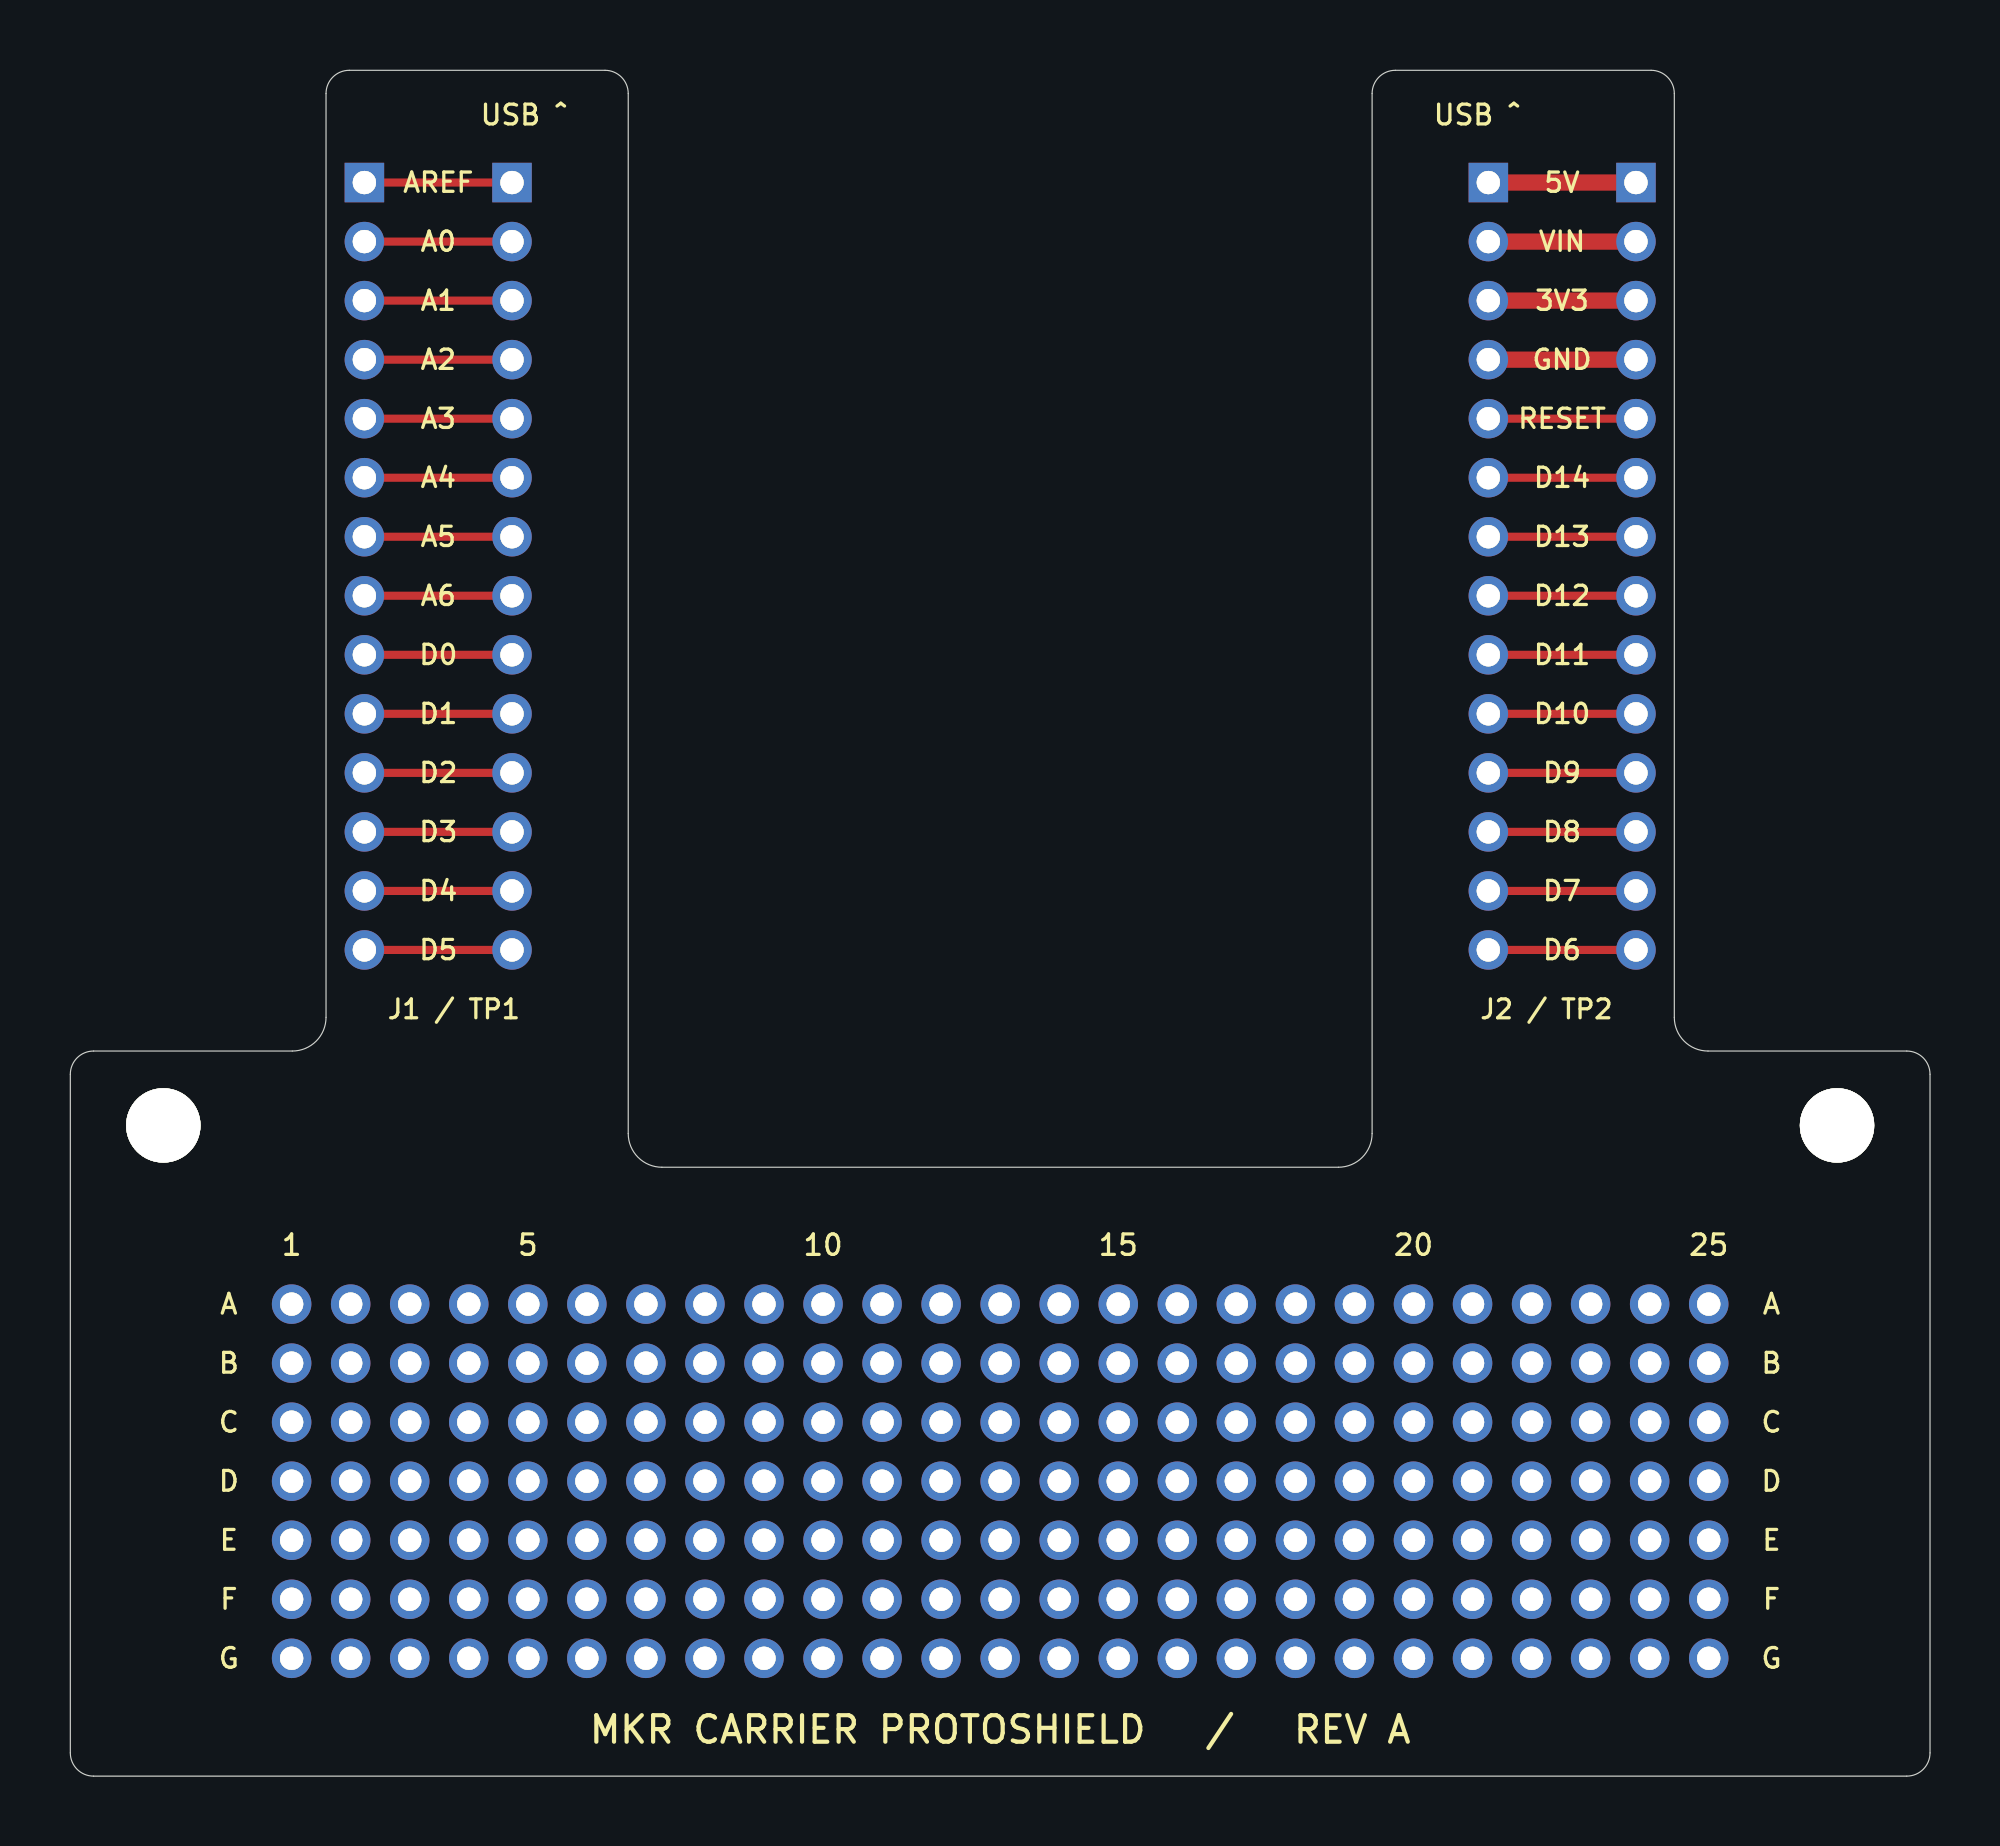 USB ^ USB ^
AREF 5V
A0 VIN
A1 3V3
A2 GND
A3 RESET
A4 D14
A5 D13
A6 D12
D0 D11
D1 D10
D2 D9
D3 D8
D4 D7
D5 D6
J1 / TP1 J2 / TP2
1 5 10 15 20 25
A A
B B
C C
D D
E E
F F
G G
MKR CARRIER PROTOSHIELD / REV A